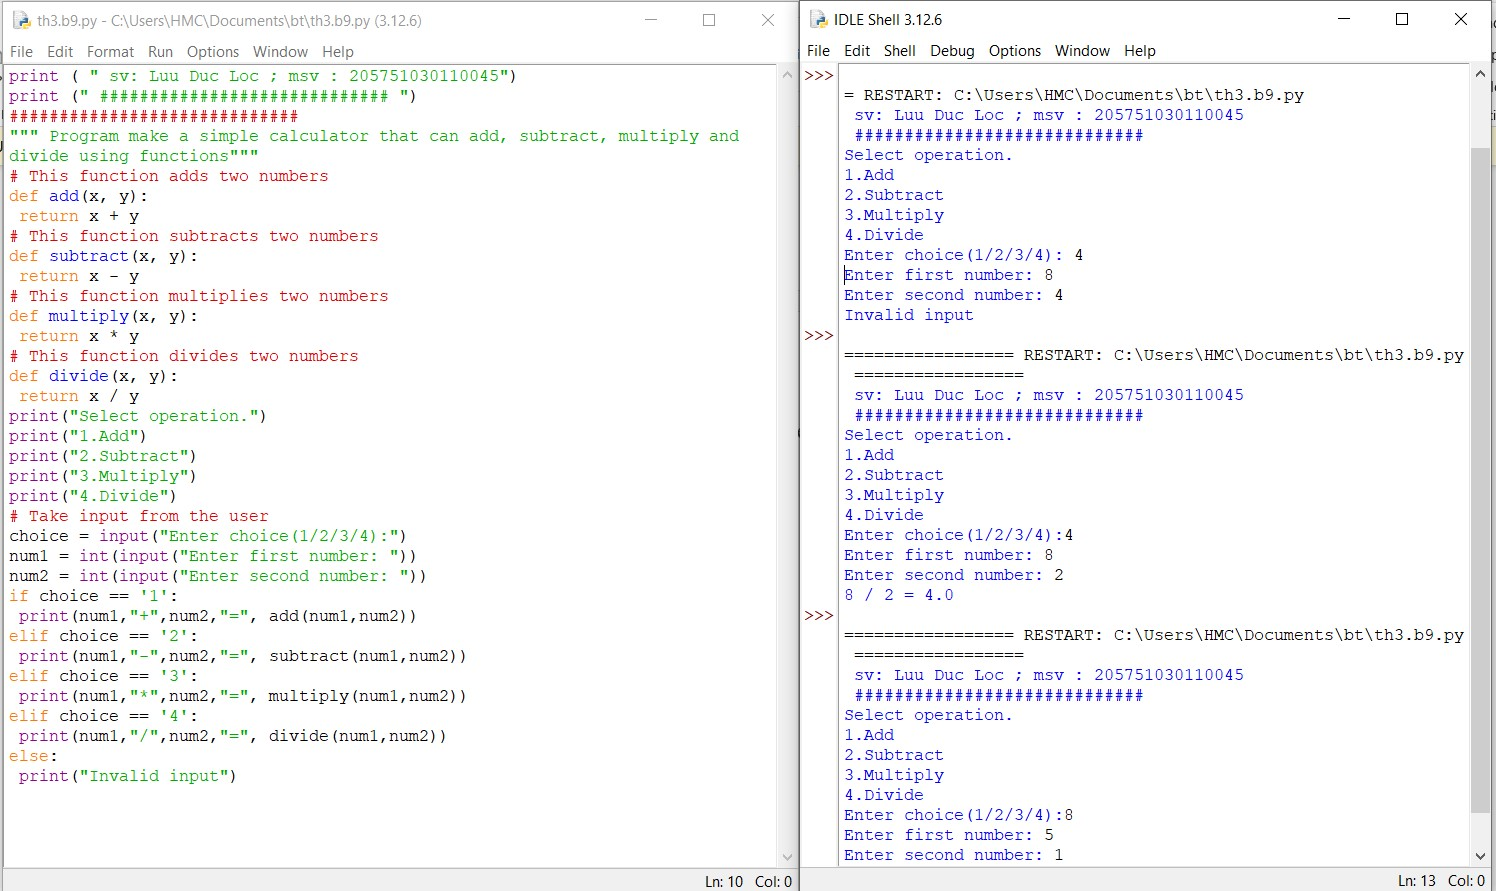 th3.b9.py - C:\Users\HMC\Documents\bt\th3.b9.py (3.12.6)
File Edit Format Run Options Window Help
print ( " sv: Luu Duc Loc ; msv : 205751030110045")
print (" ############################# ")
#############################
""" Program make a simple calculator that can add, subtract, multiply and
divide using functions"""
# This function adds two numbers
def add(x, y):
 return x + y
# This function subtracts two numbers
def subtract(x, y):
 return x - y
# This function multiplies two numbers
def multiply(x, y):
 return x * y
# This function divides two numbers
def divide(x, y):
 return x / y
print("Select operation.")
print("1.Add")
print("2.Subtract")
print("3.Multiply")
print("4.Divide")
# Take input from the user
choice = input("Enter choice(1/2/3/4):")
num1 = int(input("Enter first number: "))
num2 = int(input("Enter second number: "))
if choice == '1':
 print(num1,"+",num2,"=", add(num1,num2))
elif choice == '2':
 print(num1,"-",num2,"=", subtract(num1,num2))
elif choice == '3':
 print(num1,"*",num2,"=", multiply(num1,num2))
elif choice == '4':
 print(num1,"/",num2,"=", divide(num1,num2))
else:
 print("Invalid input")
Ln: 10 Col: 0
IDLE Shell 3.12.6
File Edit Shell Debug Options Window Help
>>>
= RESTART: C:\Users\HMC\Documents\bt\th3.b9.py
 sv: Luu Duc Loc ; msv : 205751030110045
 #############################
Select operation.
1.Add
2.Subtract
3.Multiply
4.Divide
Enter choice(1/2/3/4): 4
Enter first number: 8
Enter second number: 4
Invalid input
>>>
================= RESTART: C:\Users\HMC\Documents\bt\th3.b9.py
 =================
 sv: Luu Duc Loc ; msv : 205751030110045
 #############################
Select operation.
1.Add
2.Subtract
3.Multiply
4.Divide
Enter choice(1/2/3/4):4
Enter first number: 8
Enter second number: 2
8 / 2 = 4.0
>>>
================= RESTART: C:\Users\HMC\Documents\bt\th3.b9.py
 =================
 sv: Luu Duc Loc ; msv : 205751030110045
 #############################
Select operation.
1.Add
2.Subtract
3.Multiply
4.Divide
Enter choice(1/2/3/4):8
Enter first number: 5
Enter second number: 1
Ln: 13 Col: 0